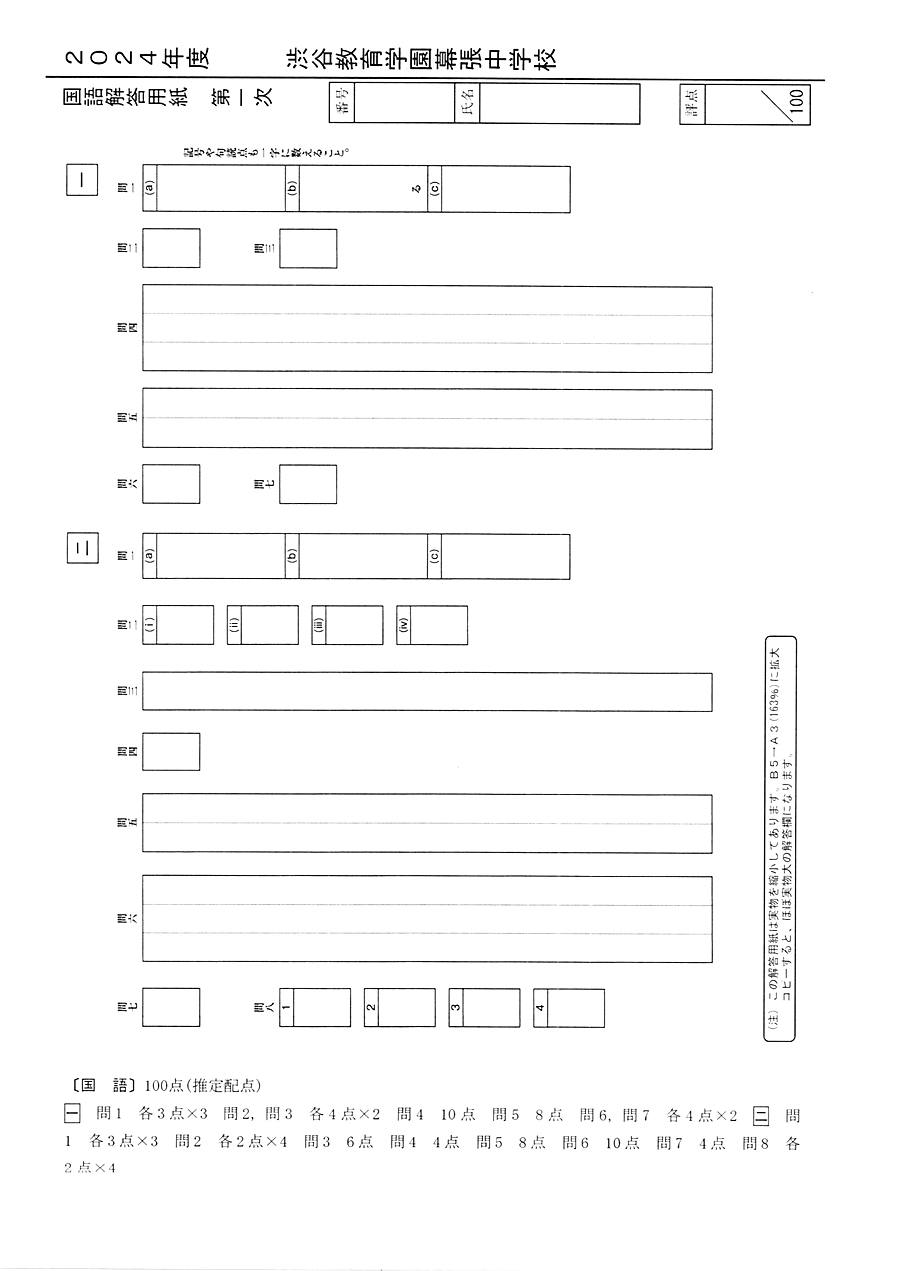 2024年度　渋谷教育学園幕張中学校
国語解答用紙　第一次
番号
氏名
評点
／100
記号や句読点も一字に数えること。
一
問一
(a)
(b)
る
(c)
問二
問三
問四
問五
問六
問七
二
問一
(a)
(b)
(c)
問二
(i)
(ii)
(iii)
(iv)
問三
問四
問五
問六
問七
問八
1
2
3
4
(注)　この解答用紙は実物を縮小してあります。B5→A3(163%)に拡大
コピーすると、ほぼ実物大の解答欄になります。
〔国　語〕100点(推定配点)
一　問1　各3点×3　問2, 問3　各4点×2　問4　10点　問5　8点　問6, 問7　各4点×2　二　問
1　各3点×3　問2　各2点×4　問3　6点　問4　4点　問5　8点　問6　10点　問7　4点　問8　各
2点×4